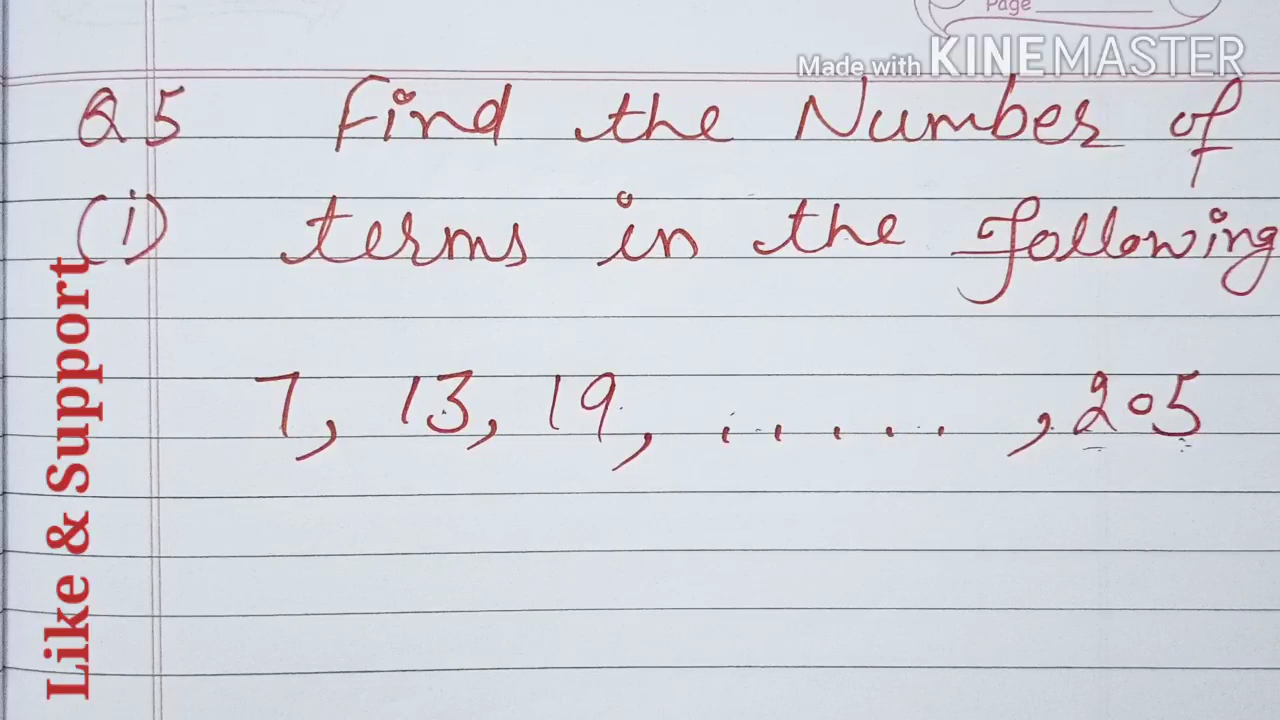 Page
Made with KINEMASTER
Q5 Find the Number of
(i) terms in the following
7, 13, 19, ....., 205
Like & Support